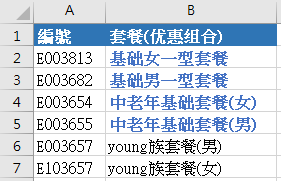 A B
1 編號 套餐(优惠组合)
2 E003813 基础女一型套餐
3 E003682 基础男一型套餐
4 E003654 中老年基础套餐(女)
5 E003655 中老年基础套餐(男)
6 E003657 young族套餐(男)
7 E103657 young族套餐(女)